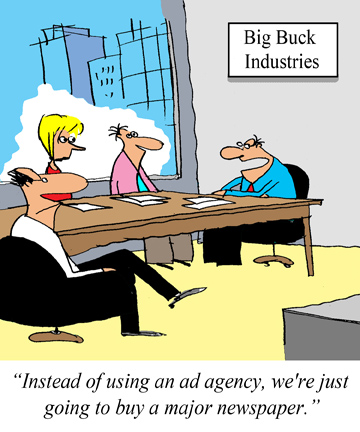 Big Buck
Industries
“Instead of using an ad agency, we're just
going to buy a major newspaper.”